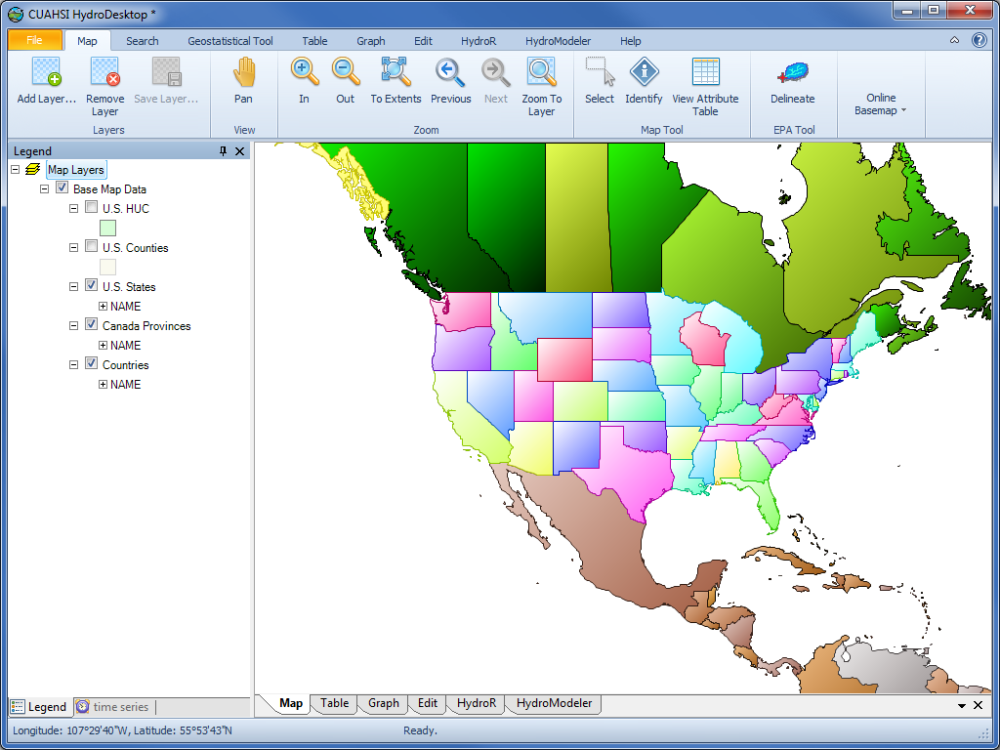 CUAHSI HydroDesktop *
File Map Search Geostatistical Tool Table Graph Edit HydroR HydroModeler Help
Add Layer... Remove Layer Save Layer... Pan In Out To Extents Previous Next Zoom To Layer Select Identify View Attribute Table Delineate Online Basemap
Layers View Zoom Map Tool EPA Tool
Legend
Map Layers
Base Map Data
U.S. HUC
U.S. Counties
U.S. States
NAME
Canada Provinces
NAME
Countries
NAME
Legend time series
Map Table Graph Edit HydroR HydroModeler
Longitude: 107°29'40"W, Latitude: 55°53'43"N Ready.